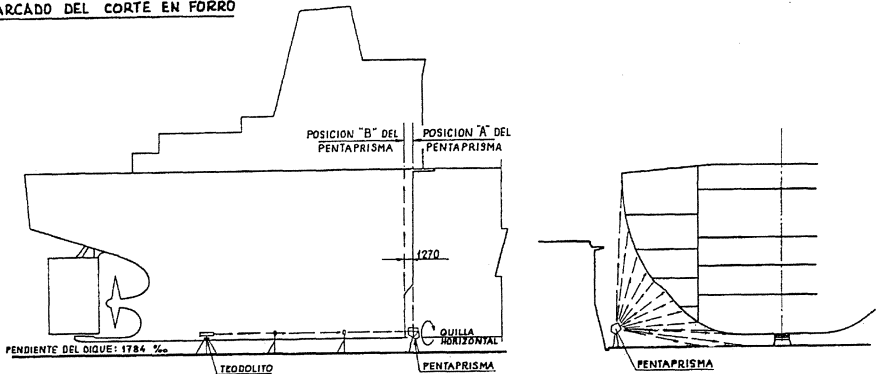 ARCADO DEL CORTE EN FORRO
POSICION "B" DEL
PENTAPRISMA
POSICION "A" DEL
PENTAPRISMA
1270
QUILLA
HORIZONTAL
PENDIENTE DEL DIQUE: 1784 ‰
TEODOLITO
PENTAPRISMA
PENTAPRISMA